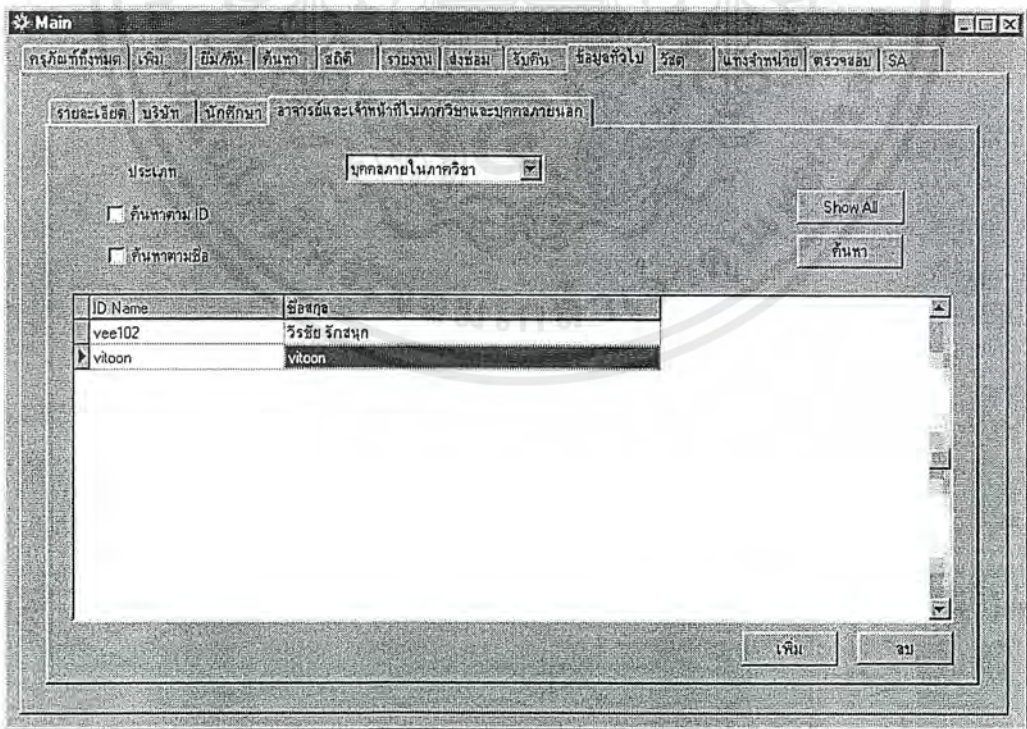 Main
ครุภัณฑ์ทั้งหมด เพิ่ม ยืม/คืน ค้นหา สถิติ รายงาน ส่งซ่อม รับคืน ข้อมูลทั่วไป วัสดุ แทงจำหน่าย ตรวจสอบ SA
รายละเอียด บริษัท นักศึกษา อาจารย์และเจ้าหน้าที่ในภาควิชาและบุคคลภายนอก
ประเภท บุคคลภายในภาควิชา
ค้นหาตาม ID Show All
ค้นหาตามชื่อ ค้นหา
ID Name ชื่อสกุล
vee102 วีรชัย รักสนุก
vitoon vitoon
เพิ่ม ลบ